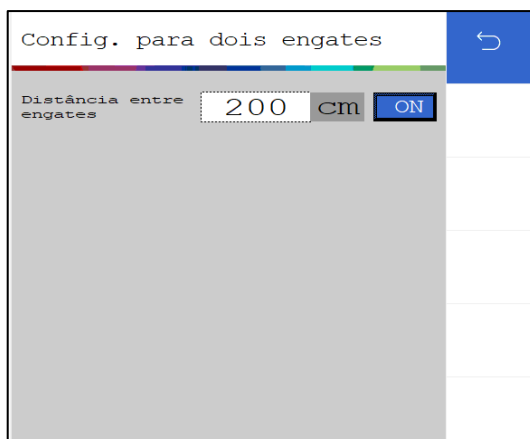 Config. para dois engates
Distância entre
engates
200 cm ON